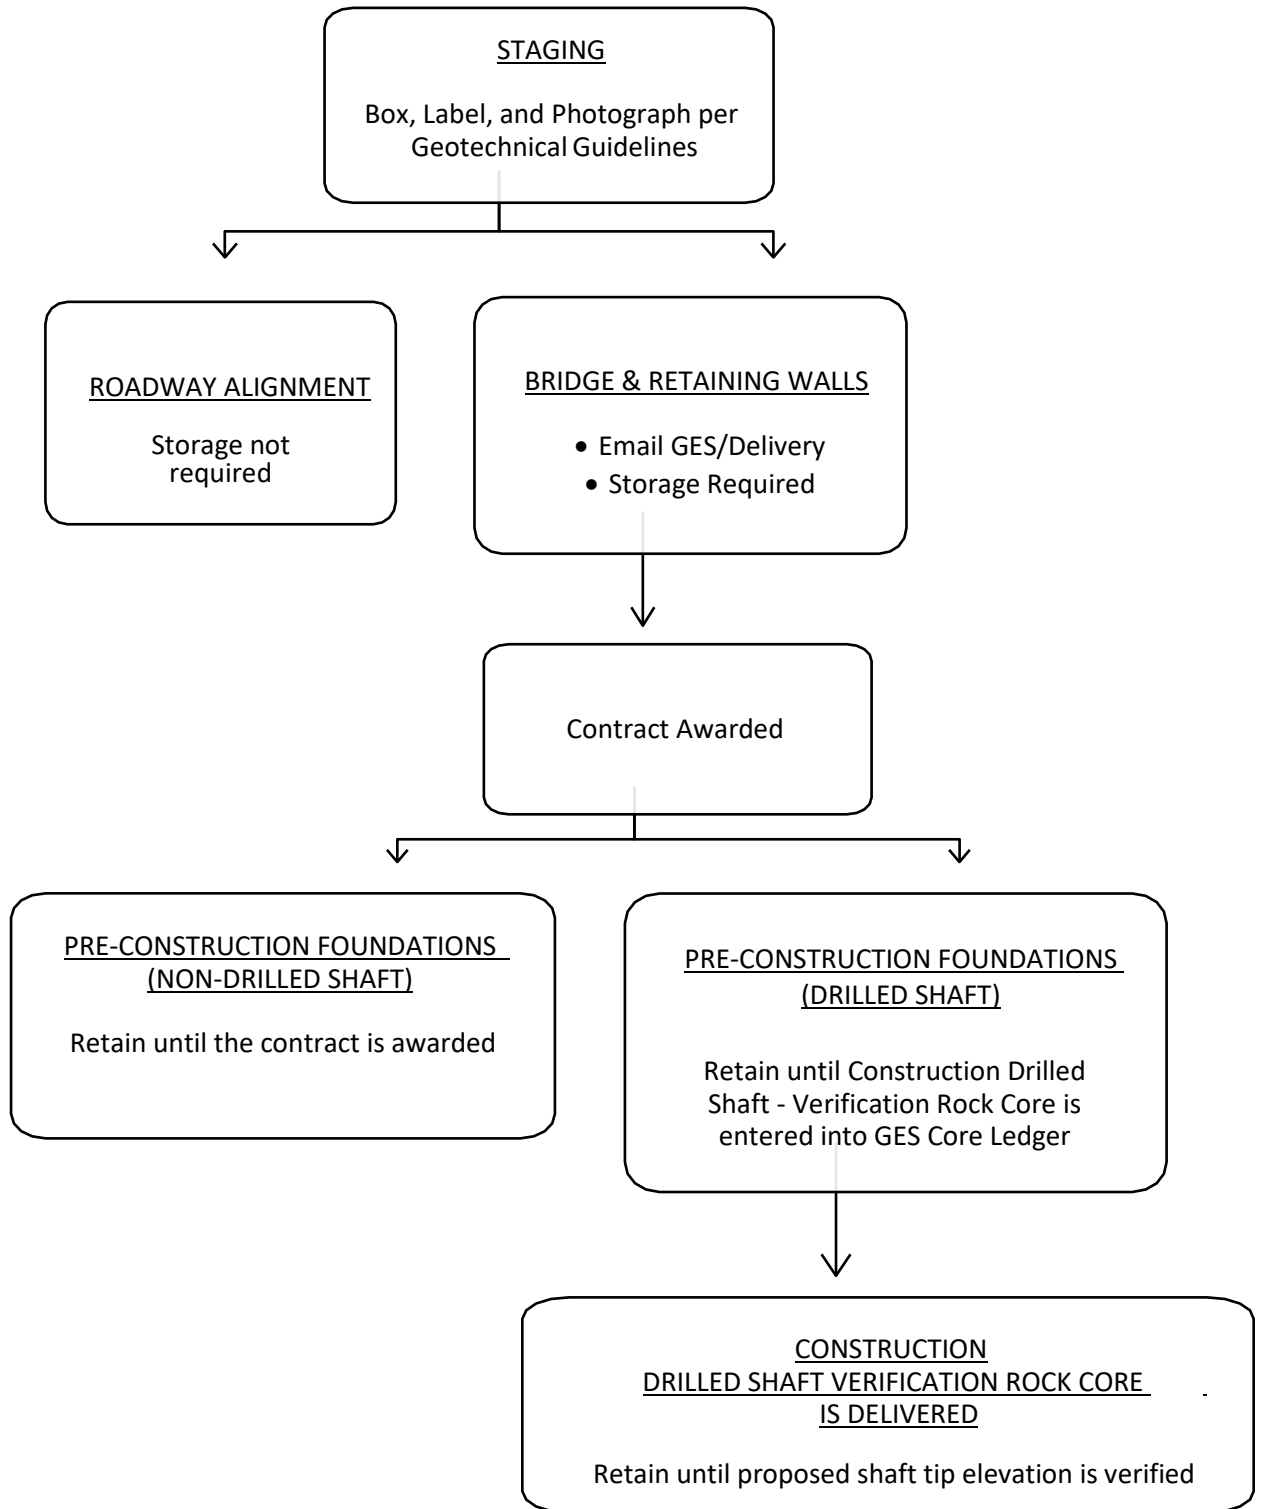 STAGING
Box, Label, and Photograph per
Geotechnical Guidelines
ROADWAY ALIGNMENT
Storage not
required
BRIDGE & RETAINING WALLS
• Email GES/Delivery
• Storage Required
Contract Awarded
PRE-CONSTRUCTION FOUNDATIONS
(NON-DRILLED SHAFT)
Retain until the contract is awarded
PRE-CONSTRUCTION FOUNDATIONS
(DRILLED SHAFT)
Retain until Construction Drilled
Shaft - Verification Rock Core is
entered into GES Core Ledger
CONSTRUCTION
DRILLED SHAFT VERIFICATION ROCK CORE
IS DELIVERED
Retain until proposed shaft tip elevation is verified